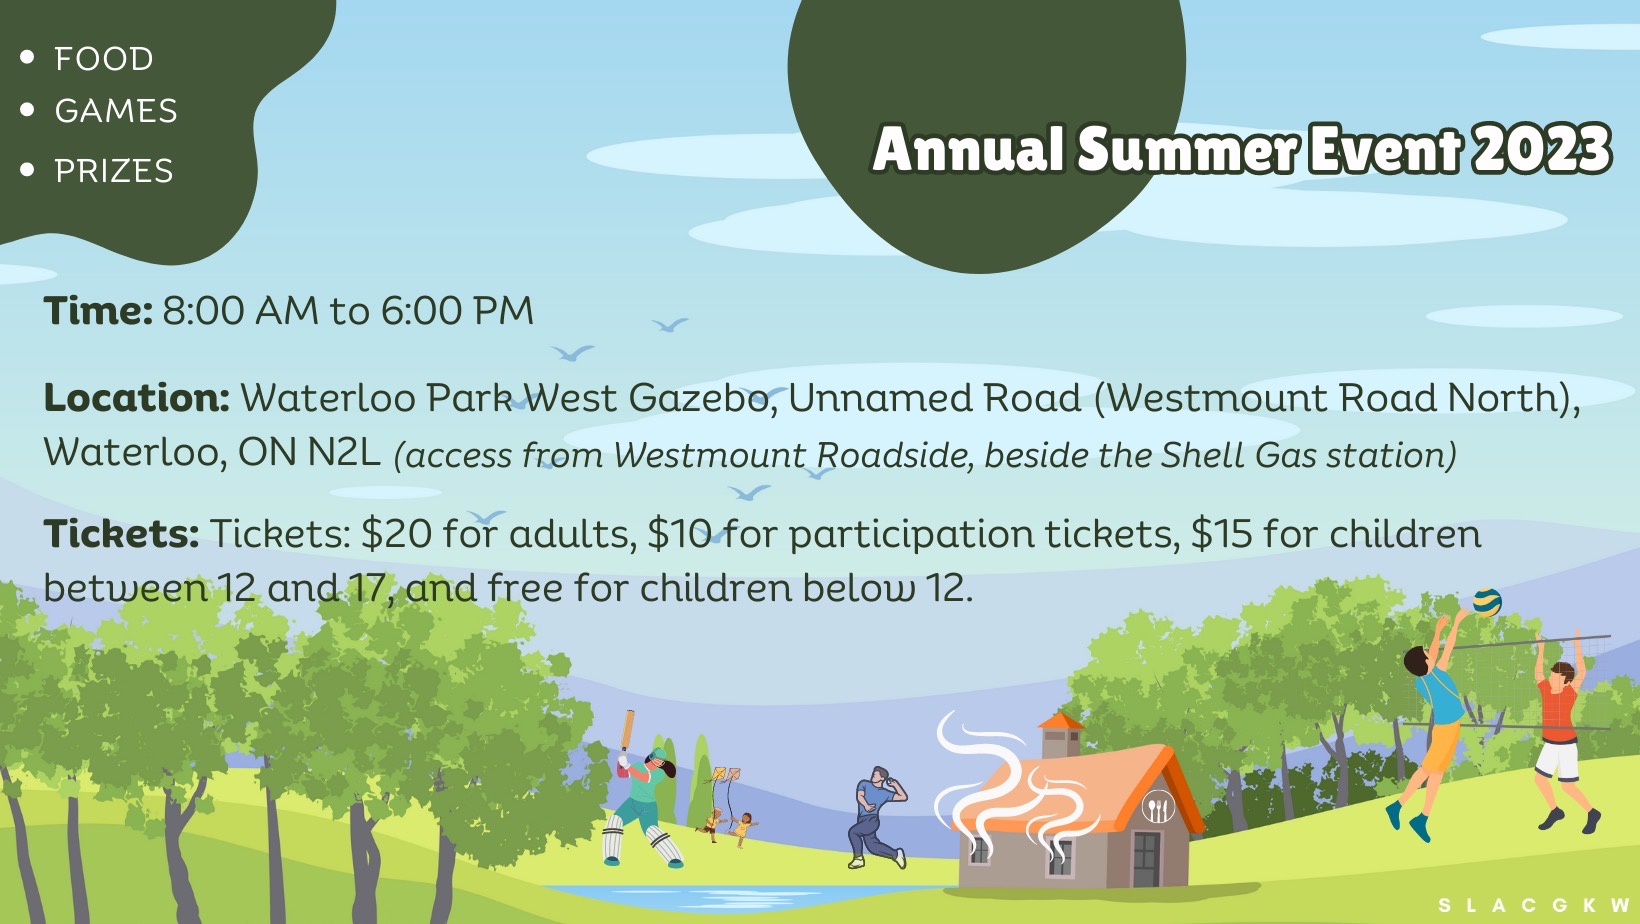 FOOD
GAMES
PRIZES
Annual Summer Event 2023
Time: 8:00 AM to 6:00 PM
Location: Waterloo Park West Gazebo, Unnamed Road (Westmount Road North),
Waterloo, ON N2L (access from Westmount Roadside, beside the Shell Gas station)
Tickets: Tickets: $20 for adults, $10 for participation tickets, $15 for children
between 12 and 17, and free for children below 12.
SLACGKW